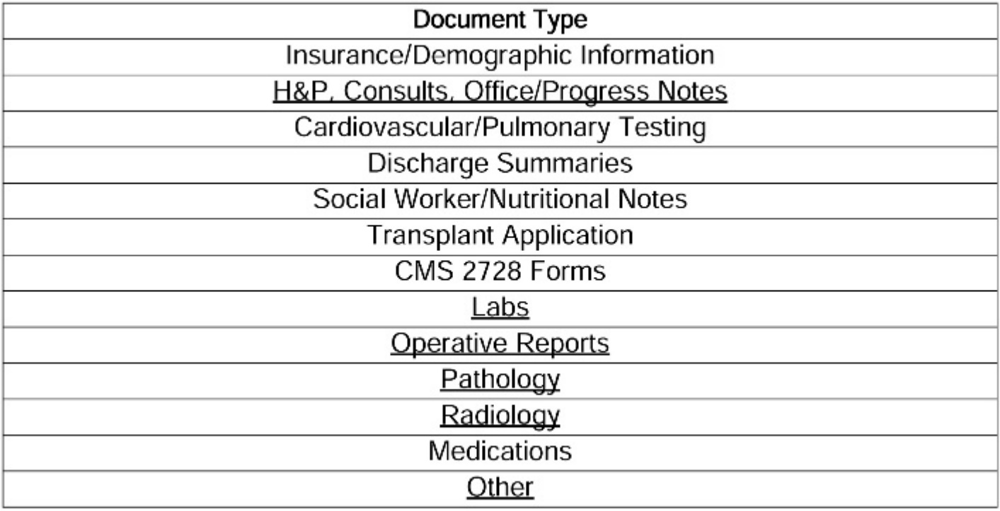 Document Type
Insurance/Demographic Information
H&P, Consults, Office/Progress Notes
Cardiovascular/Pulmonary Testing
Discharge Summaries
Social Worker/Nutritional Notes
Transplant Application
CMS 2728 Forms
Labs
Operative Reports
Pathology
Radiology
Medications
Other